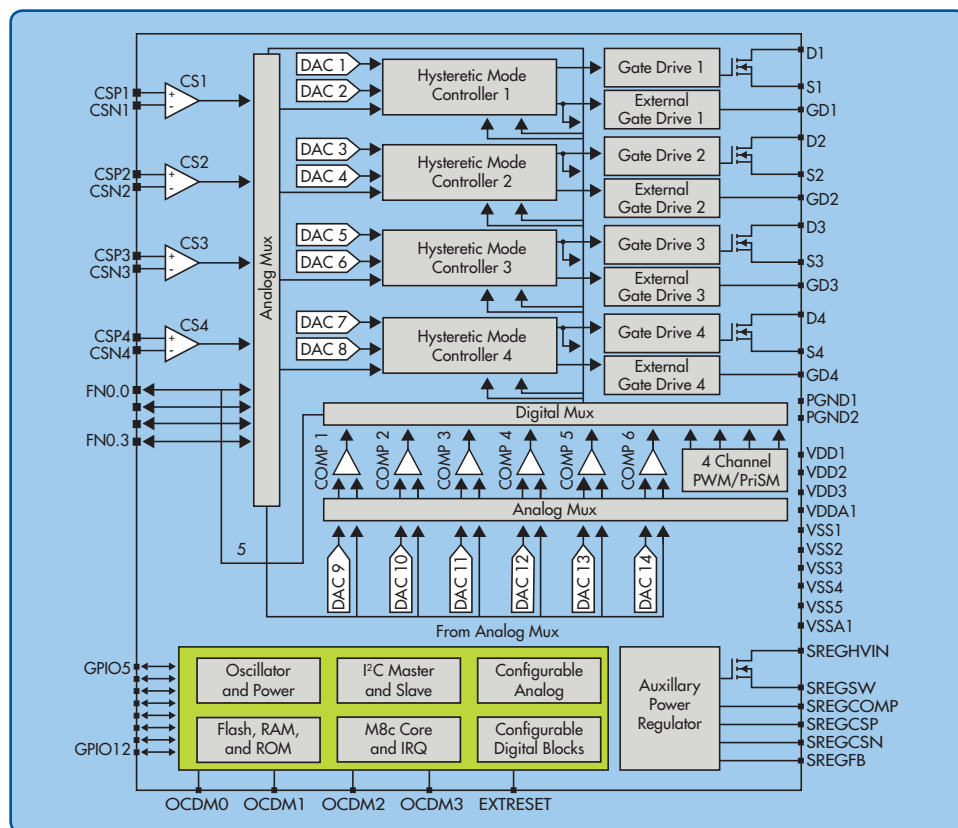 CSP1
CSN1
CS1
+
-
CSP2
CSN2
CS2
+
-
CSP3
CSN3
CS3
+
-
CSP4
CSN4
CS4
+
-
FN0.0
FN0.3
Analog Mux
DAC 1
DAC 2
Hysteretic Mode
Controller 1
Gate Drive 1
External
Gate Drive 1
D1
S1
GD1
DAC 3
DAC 4
Hysteretic Mode
Controller 2
Gate Drive 2
External
Gate Drive 2
D2
S2
GD2
DAC 5
DAC 6
Hysteretic Mode
Controller 3
Gate Drive 3
External
Gate Drive 3
D3
S3
GD3
DAC 7
DAC 8
Hysteretic Mode
Controller 4
Gate Drive 4
External
Gate Drive 4
D4
S4
GD4
Digital Mux
COMP 1
COMP 2
COMP 3
COMP 4
COMP 5
COMP 6
4 Channel
PWM/PriSM
Analog Mux
5
DAC 9
DAC 10
DAC 11
DAC 12
DAC 13
DAC 14
From Analog Mux
PGND1
PGND2
VDD1
VDD2
VDD3
VDDA1
VSS1
VSS2
VSS3
VSS4
VSS5
VSSA1
GPIO5
GPIO12
Oscillator
and Power
I²C Master
and Slave
Configurable
Analog
Flash, RAM,
and ROM
M8c Core
and IRQ
Configurable
Digital Blocks
Auxillary
Power
Regulator
SREGHVIN
SREGSW
SREGCOMP
SREGCSP
SREGCSN
SREGFB
OCDM0
OCDM1
OCDM2
OCDM3
EXTRESET